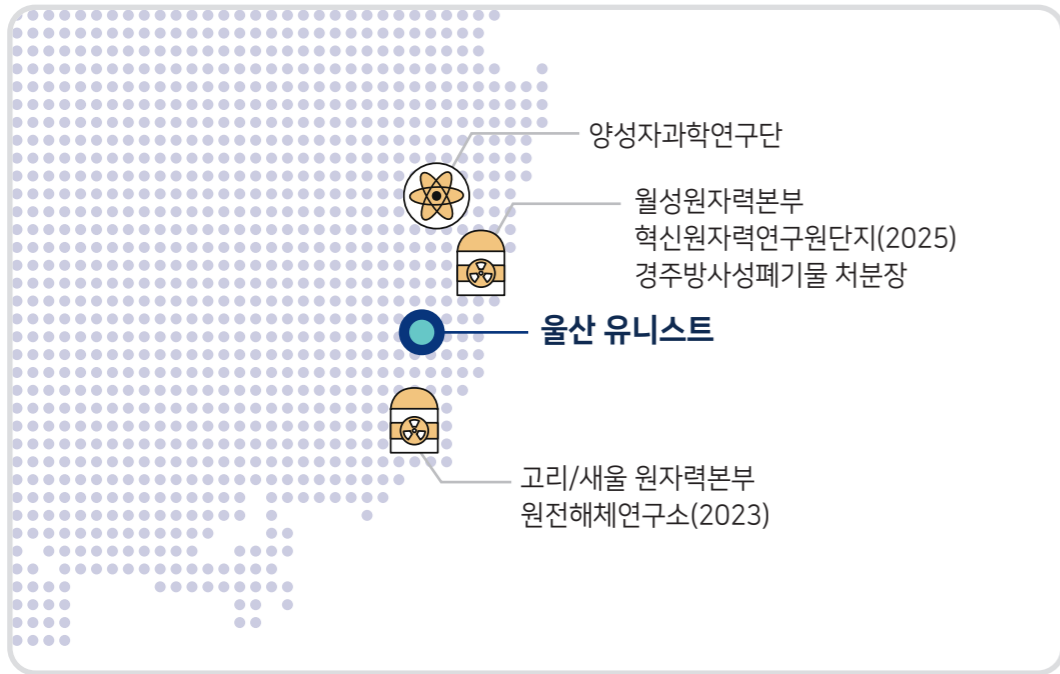 양성자과학연구단
월성원자력본부
혁신원자력연구원단지(2025)
경주방사성폐기물 처분장
울산 유니스트
고리/새울 원자력본부
원전해체연구소(2023)